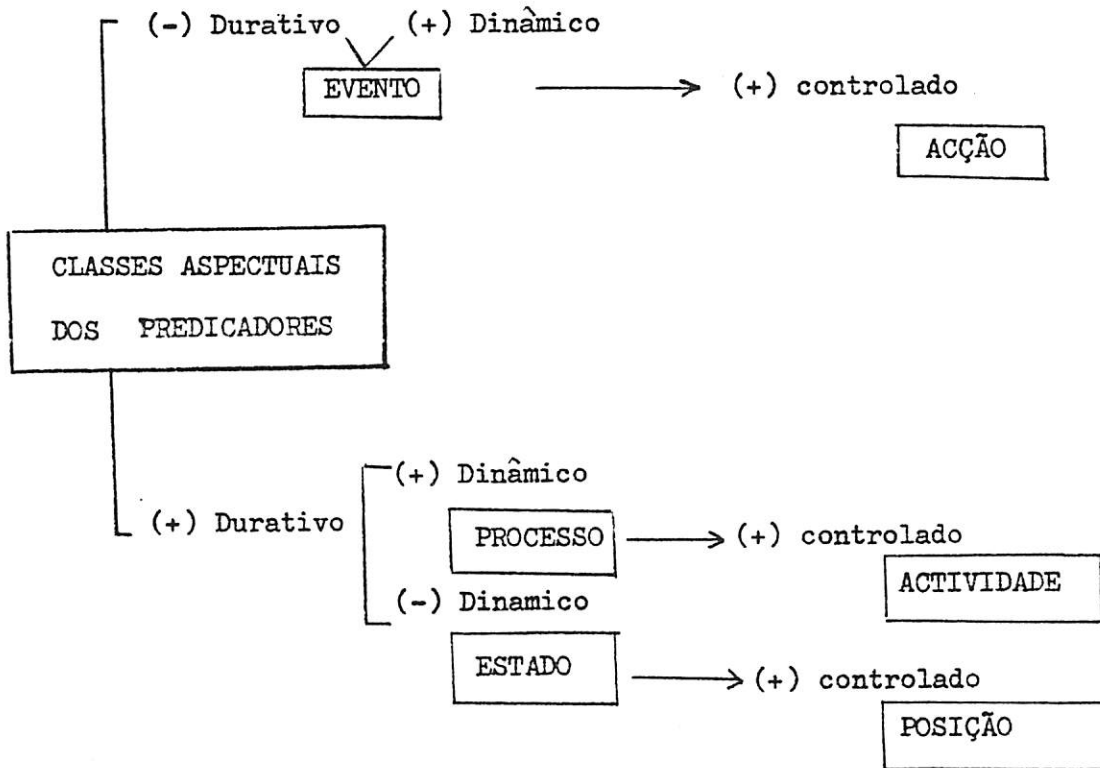 (-) Durativo (+) Dinâmico
EVENTO (+) controlado
ACÇÃO
CLASSES ASPECTUAIS
DOS PREDICADORES
(+) Dinâmico
(+) Durativo
PROCESSO (+) controlado
ACTIVIDADE
(-) Dinamico
ESTADO (+) controlado
POSIÇÃO